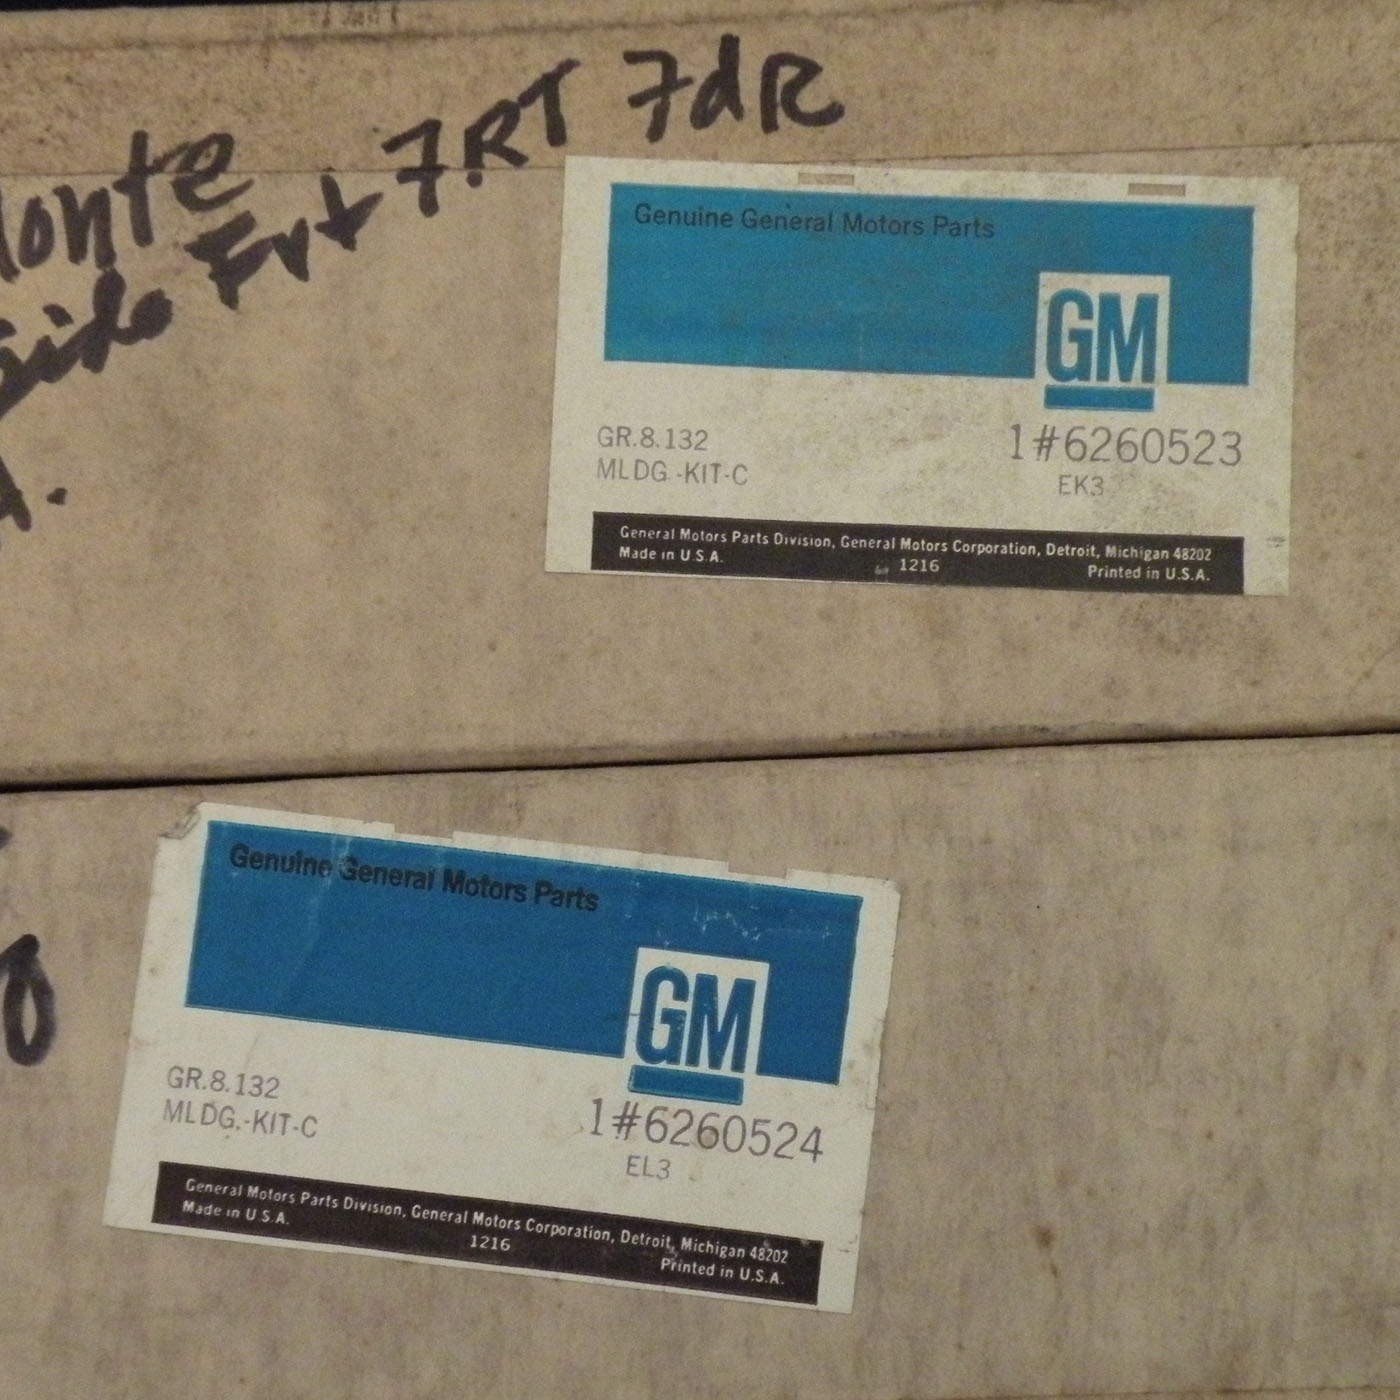 7RT 7dR
onte
side Frt
Genuine General Motors Parts
GM
GR.8.132
1#6260523
MLDG.-KIT-C
EK3
General Motors Parts Division, General Motors Corporation, Detroit, Michigan 48202
Made in U.S.A.
1216
Printed in U.S.A.
Genuine General Motors Parts
GM
GR.8.132
1#6260524
MLDG.-KIT-C
EL3
General Motors Parts Division, General Motors Corporation, Detroit, Michigan 48202
Made in U.S.A.
1216
Printed in U.S.A.